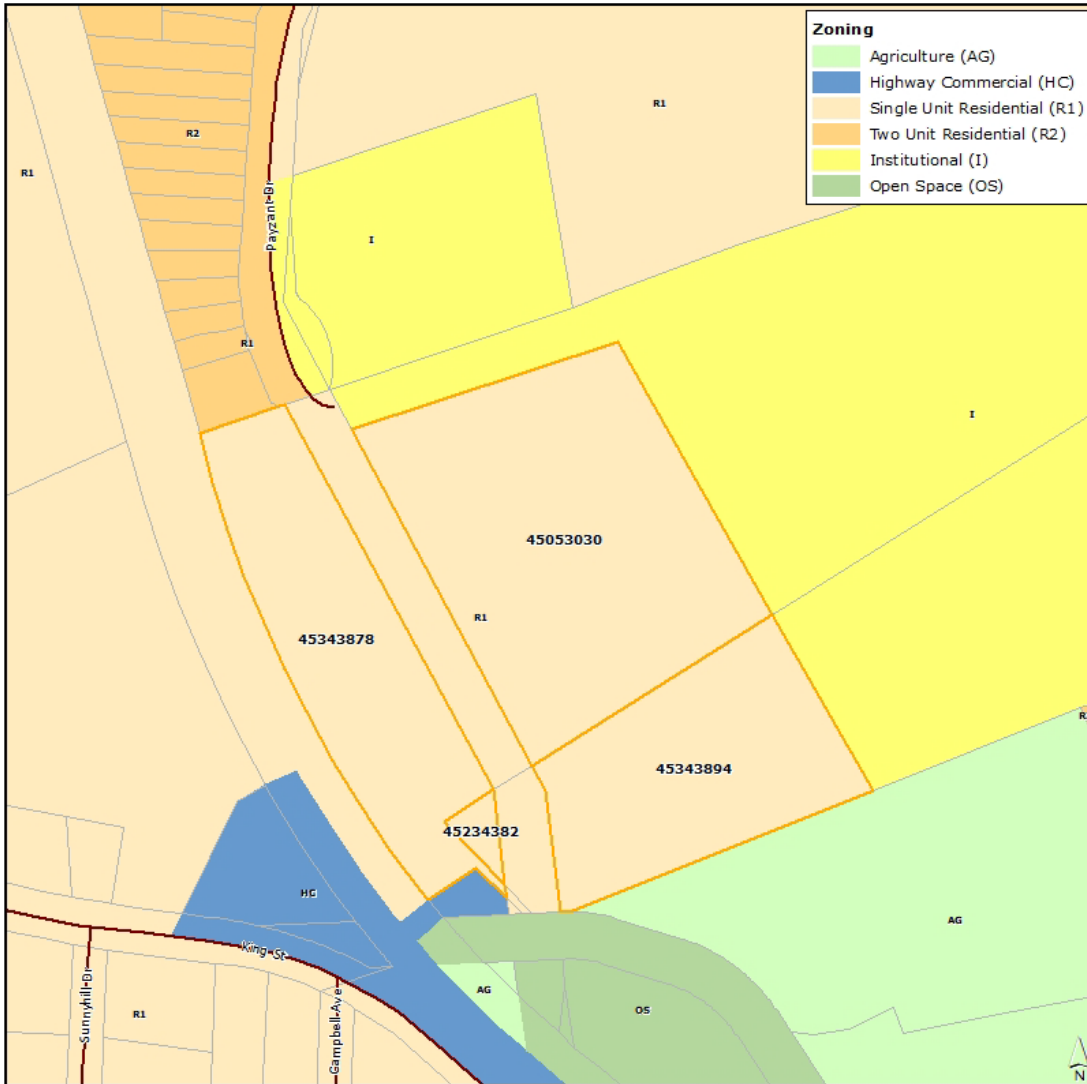 Zoning
Agriculture (AG)
Highway Commercial (HC)
Single Unit Residential (R1)
Two Unit Residential (R2)
Institutional (I)
Open Space (OS)
R1
R2
R1
Payzant Dr
I
R1
I
45053030
R1
45343878
45343894
R
45234382
HC
AG
King St
Sunnyhill Dr
R1
Campbell Ave
AG
OS
N